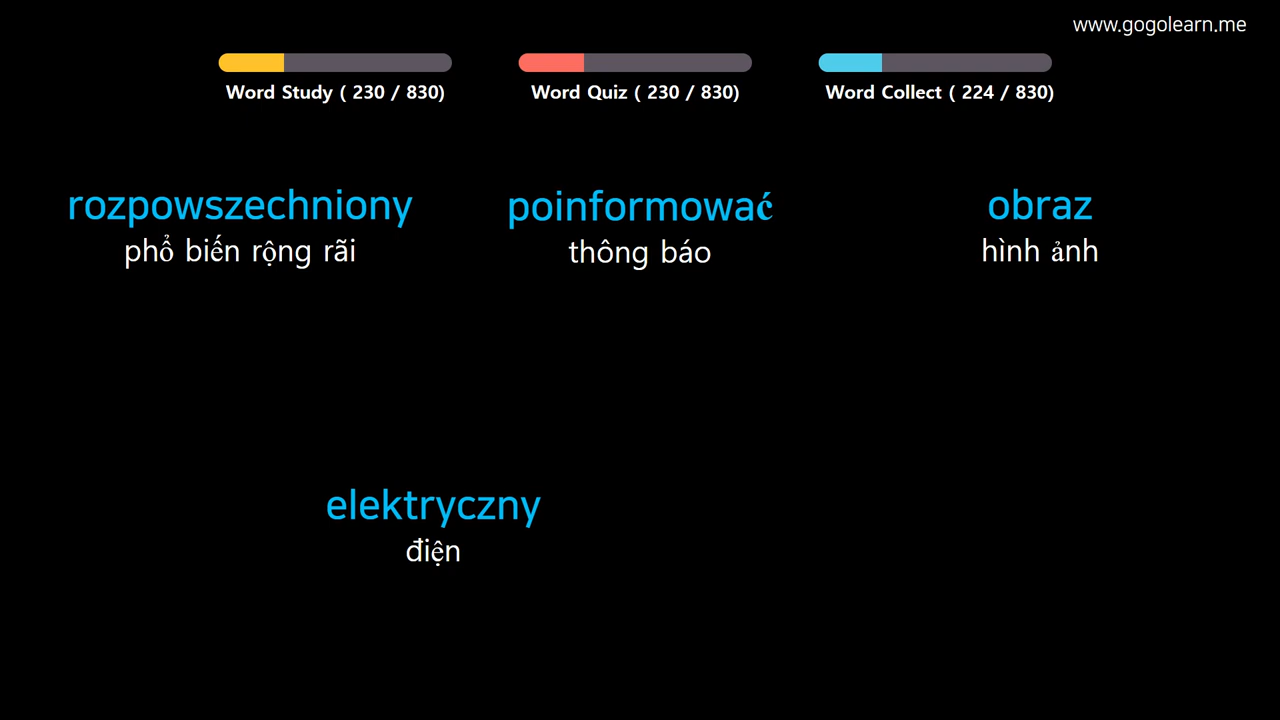 www.gogolearn.me
Word Study ( 230 / 830)
Word Quiz ( 230 / 830)
Word Collect ( 224 / 830)
rozpowszechniony
phổ biến rộng rãi
poinformować
thông báo
obraz
hình ảnh
elektryczny
điện